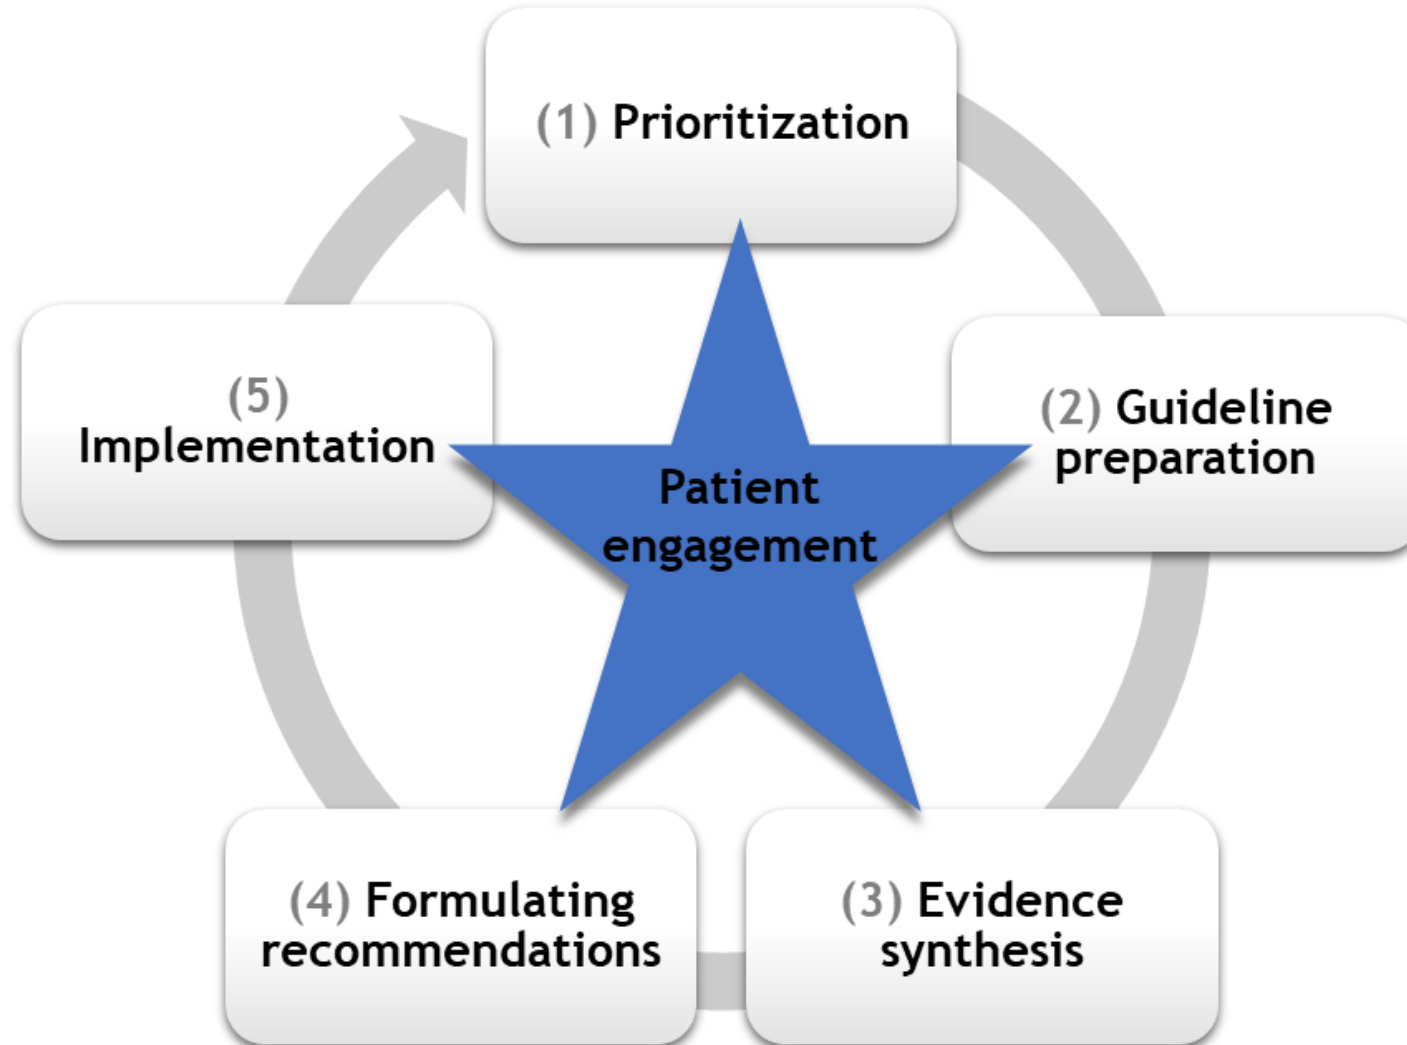 (1) Prioritization
(2) Guideline
preparation
(3) Evidence
synthesis
(4) Formulating
recommendations
(5)
Implementation
Patient
engagement